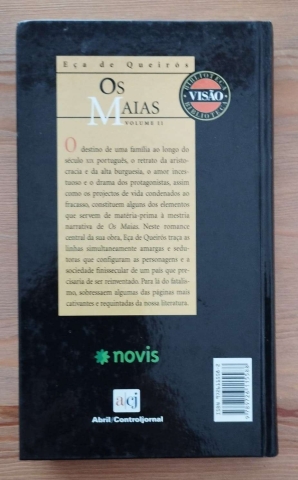 Eça de Queirós
OS
MAIAS
VOLUME II
BIBLIOTECA
VISÃO
BIBLIOTECA
O destino de uma família ao longo do
século XIX português, o retrato da aristo-
cracia e da alta burguesia, o amor inces-
tuoso e o drama dos protagonistas, assim
como os projectos de vida condenados ao
fracasso, constituem alguns dos elementos
que servem de matéria-prima à mestria
narrativa de Os Maias. Neste romance
central da sua obra, Eça de Queirós traça as
linhas simultaneamente amargas e sedu-
toras que configuram as personagens e a
sociedade finissecular de um país que pre-
cisaria de ser reinventado. Para lá do fatalis-
mo, sobressaem algumas das páginas mais
cativantes e requintadas da nossa literatura.
novis
a/cj
Abril/Controljornal
ISBN